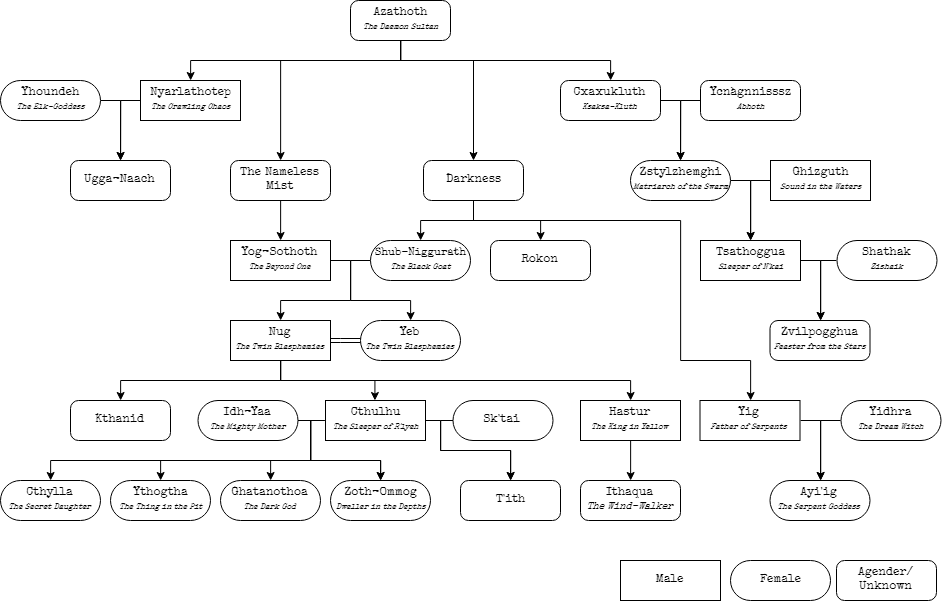 Azathoth
The Daemon Sultan
Yhoundeh
The Elk-Goddess
Nyarlathotep
The Crawling Chaos
Cxaxukluth
Ksaksa-Kluth
Ycnàgnnisssz
Abhoth
Ugga-Naach
The Nameless
Mist
Darkness
Zstylzhemghi
Matriarch of the Swarm
Ghizguth
Sound in the Waters
Yog-Sothoth
The Beyond One
Shub-Niggurath
The Black Goat
Rokon
Tsathoggua
Sleeper of N'kai
Shathak
Zishaik
Nug
The Twin Blasphemies
Yeb
The Twin Blasphemies
Zvilpogghua
Feaster from the Stars
Kthanid
Idh-Yaa
The Mighty Mother
Cthulhu
The Sleeper of R'lyeh
Sk'tai
Hastur
The King in Yellow
Yig
Father of Serpents
Yidhra
The Dream Witch
Cthylla
The Secret Daughter
Ythogtha
The Thing in the Pit
Ghatanothoa
The Dark God
Zoth-Ommog
Dweller in the Depths
T'ith
Ithaqua
The Wind-Walker
Ayi'ig
The Serpent Goddess
Male
Female
Agender/
Unknown